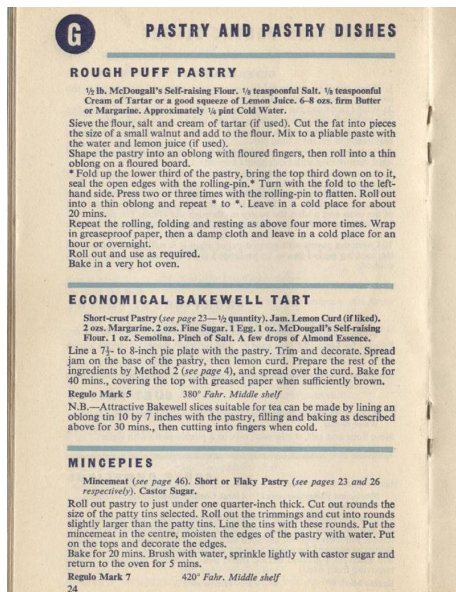 G
PASTRY AND PASTRY DISHES
ROUGH PUFF PASTRY
½ lb. McDougall's Self-raising Flour. ⅛ teaspoonful Salt. ⅛ teaspoonful
Cream of Tartar or a good squeeze of Lemon Juice. 6–8 ozs. firm Butter
or Margarine. Approximately ¼ pint Cold Water.
Sieve the flour, salt and cream of tartar (if used). Cut the fat into pieces
the size of a small walnut and add to the flour. Mix to a pliable paste with
the water and lemon juice (if used).
Shape the pastry into an oblong with floured fingers, then roll into a thin
oblong on a floured board.
* Fold up the lower third of the pastry, bring the top third down on to it,
seal the open edges with the rolling-pin.* Turn with the fold to the left-
hand side. Press two or three times with the rolling-pin to flatten. Roll out
into a thin oblong and repeat * to *. Leave in a cold place for about
20 mins.
Repeat the rolling, folding and resting as above four more times. Wrap
in greaseproof paper, then a damp cloth and leave in a cold place for an
hour or overnight.
Roll out and use as required.
Bake in a very hot oven.
ECONOMICAL BAKEWELL TART
Short-crust Pastry (see page 23—½ quantity). Jam. Lemon Curd (if liked).
2 ozs. Margarine. 2 ozs. Fine Sugar. 1 Egg. 1 oz. McDougall's Self-raising
Flour. 1 oz. Semolina. Pinch of Salt. A few drops of Almond Essence.
Line a 7½- to 8-inch pie plate with the pastry. Trim and decorate. Spread
jam on the base of the pastry, then lemon curd. Prepare the rest of the
ingredients by Method 2 (see page 4), and spread over the curd. Bake for
40 mins., covering the top with greased paper when sufficiently brown.
Regulo Mark 5 380° Fahr. Middle shelf
N.B.—Attractive Bakewell slices suitable for tea can be made by lining an
oblong tin 10 by 7 inches with the pastry, filling and baking as described
above for 30 mins., then cutting into fingers when cold.
MINCEPIES
Mincemeat (see page 46). Short or Flaky Pastry (see pages 23 and 26
respectively). Castor Sugar.
Roll out pastry to just under one quarter-inch thick. Cut out rounds the
size of the patty tins selected. Roll out the trimmings and cut into rounds
slightly larger than the patty tins. Line the tins with these rounds. Put the
mincemeat in the centre, moisten the edges of the pastry with water. Put
on the tops and decorate the edges.
Bake for 20 mins. Brush with water, sprinkle lightly with castor sugar and
return to the oven for 5 mins.
Regulo Mark 7 420° Fahr. Middle shelf
24